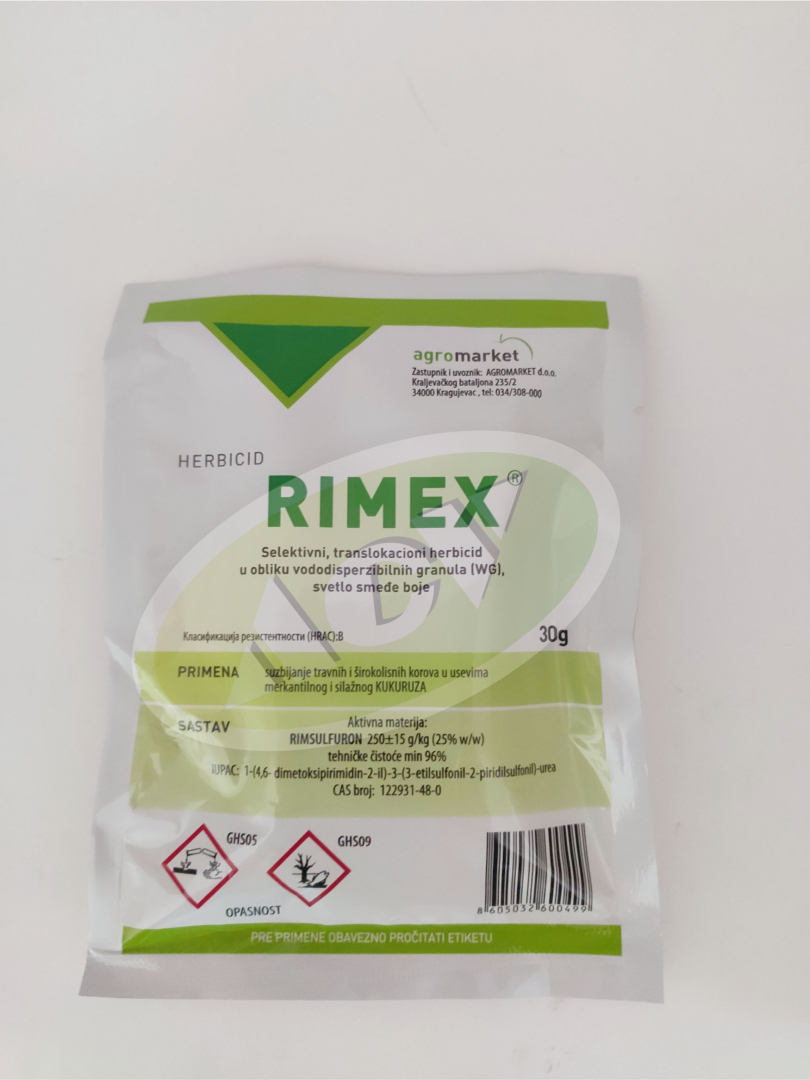 agromarket
Zastupnik i uvoznik: AGROMARKET d.o.o.
Kraljevačkog bataljona 235/2
34000 Kragujevac , tel: 034/308-000
HERBICID
RIMEX®
Selektivni, translokacioni herbicid
u obliku vododisperzibilnih granula (WG),
svetlo smeđe boje
Класификација резистентности (HRAC):B
30g
PRIMENA
suzbijanje travnih i širokolisnih korova u usevima
merkantilnog i silažnog KUKURUZA
SASTAV
Aktivna materija:
RIMSULFURON 250±15 g/kg (25% w/w)
tehničke čistoće min 96%
IUPAC: 1-(4,6- dimetoksipirimidin-2-il)-3-(3-etilsulfonil-2-piridilsulfonil)-urea
CAS broj: 122931-48-0
GHS05
GHS09
OPASNOST
8 605032 600499
PRE PRIMENE OBAVEZNO PROČITATI ETIKETU